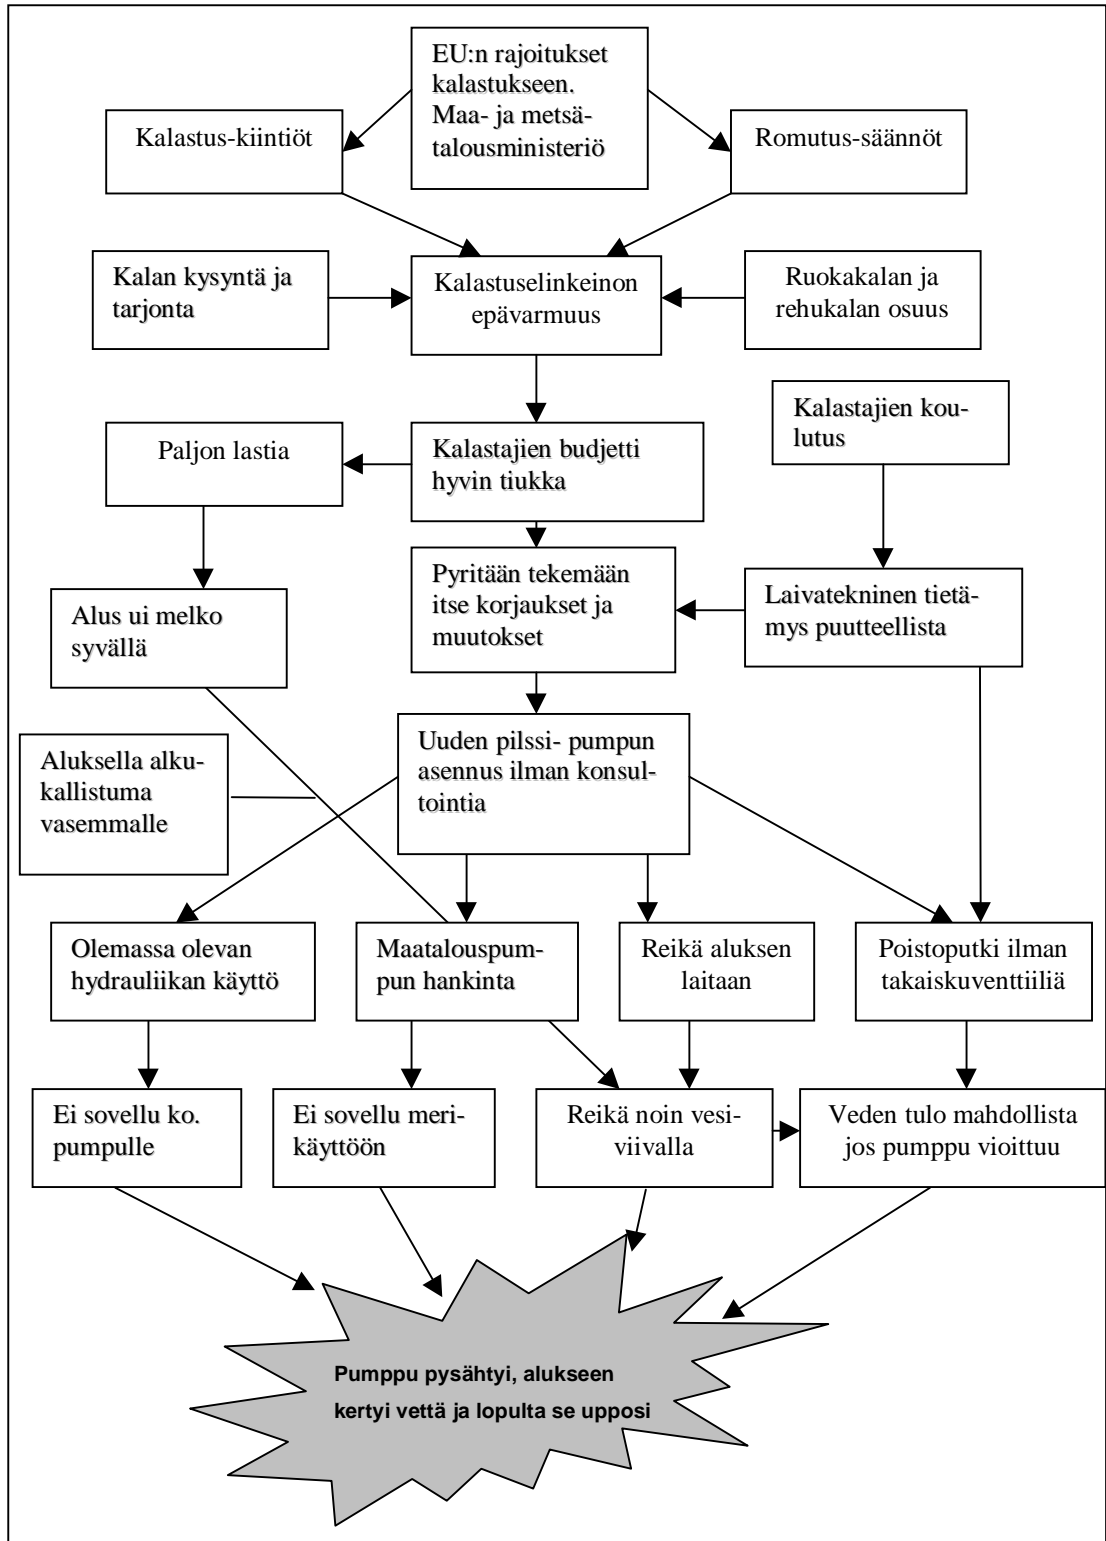 EU:n rajoitukset
kalastukseen.
Maa- ja metsä-
talousministeriö
Kalastus-kiintiöt
Romutus-säännöt
Kalan kysyntä ja
tarjonta
Kalastuselinkeinon
epävarmuus
Ruokakalan ja
rehukalan osuus
Kalastajien kou-
lutus
Paljon lastia
Kalastajien budjetti
hyvin tiukka
Pyritään tekemään
itse korjaukset ja
muutokset
Laivatekninen tietä-
mys puutteellista
Alus ui melko
syvällä
Uuden pilssi- pumpun
asennus ilman konsul-
tointia
Aluksella alku-
kallistuma
vasemmalle
Olemassa olevan
hydrauliikan käyttö
Maatalouspum-
pun hankinta
Reikä aluksen
laitaan
Poistoputki ilman
takaiskuventtiiliä
Ei sovellu ko.
pumpulle
Ei sovellu meri-
käyttöön
Reikä noin vesi-
viivalla
Veden tulo mahdollista
jos pumppu vioittuu
Pumppu pysähtyi, alukseen
kertyi vettä ja lopulta se upposi